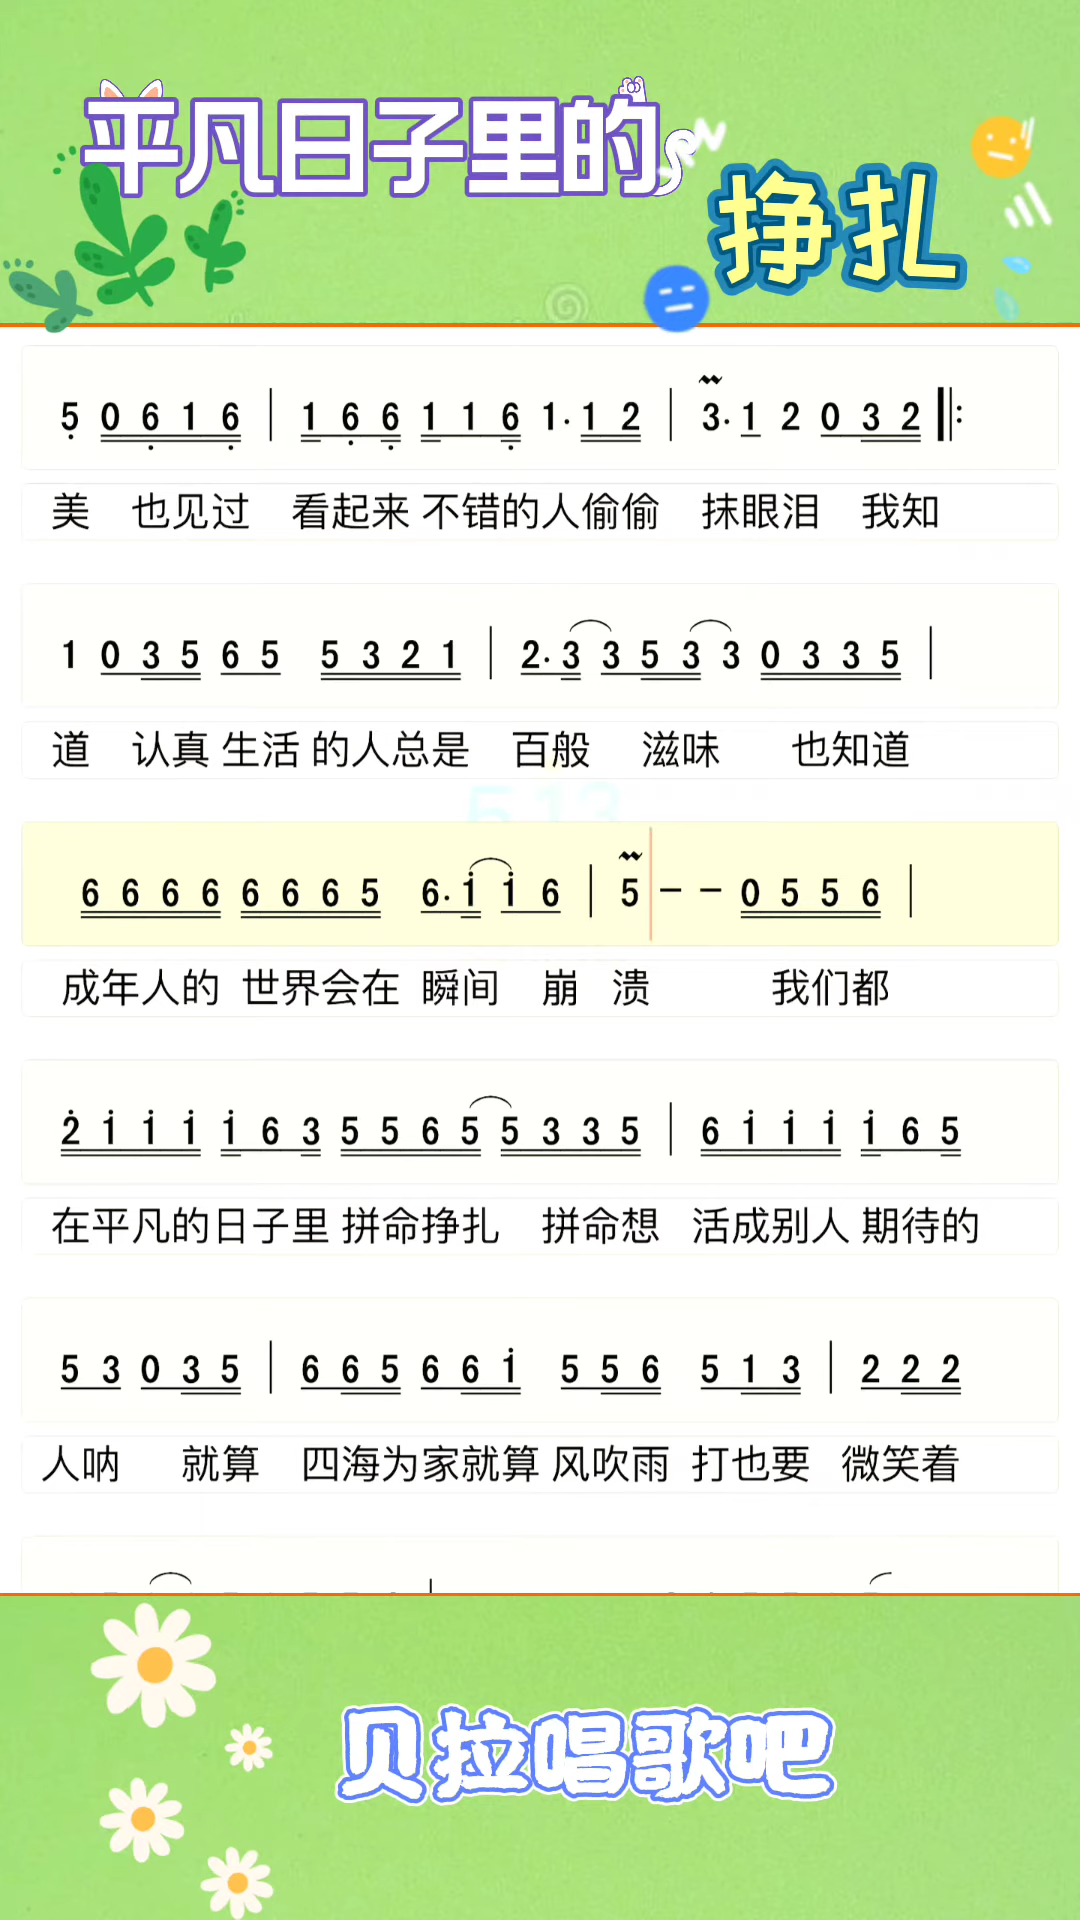 平凡日子里的
挣扎
5 0 6 1 6 | 1 6 6 1 1 6 1· 1 2 | 3· 1 2 0 3 2 ‖:
美 也见过 看起来 不错的人偷偷 抹眼泪 我知
1 0 3 5 6 5 5 3 2 1 | 2· 3 3 5 3 3 0 3 3 5 |
道 认真 生活 的人总是 百般 滋味 也知道
6 6 6 6 6 6 6 5 6· 1 1 6 | 5 – – 0 5 5 6 |
成年人的 世界会在 瞬间 崩 溃 我们都
2 1 1 1 1 6 3 5 5 6 5 5 3 3 5 | 6 1 1 1 1 6 5
在平凡的日子里 拼命挣扎 拼命想 活成别人 期待的
5 3 0 3 5 | 6 6 5 6 6 1 5 5 6 5 1 3 | 2 2 2
人呐 就算 四海为家就算 风吹雨 打也要 微笑着
贝拉唱歌吧